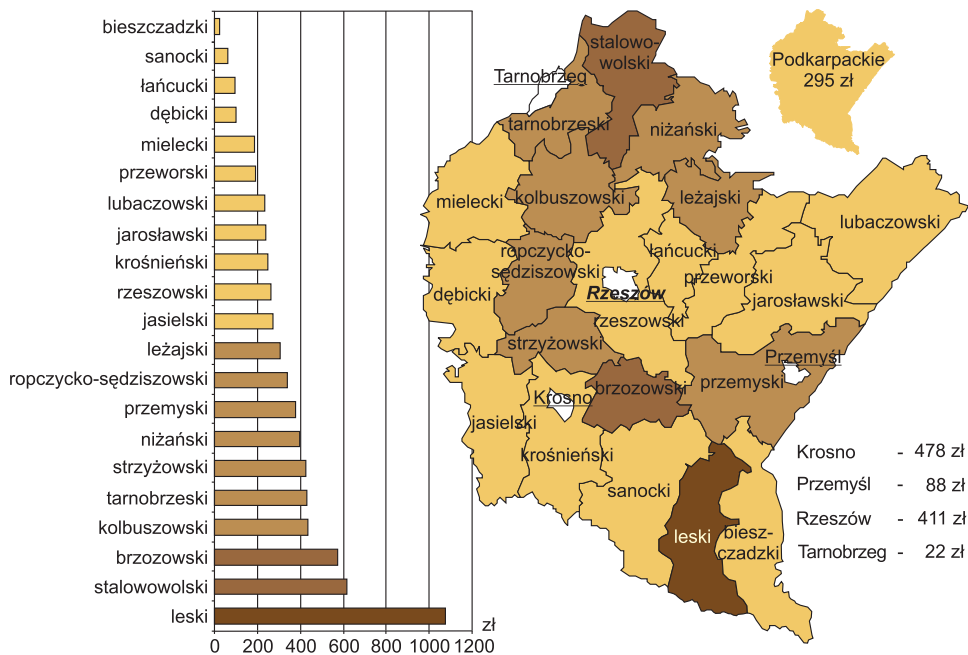 bieszczadzki
sanocki
łańcucki
dębicki
mielecki
przeworski
lubaczowski
jarosławski
krośnieński
rzeszowski
jasielski
leżajski
ropczycko-sędziszowski
przemyski
niżański
strzyżowski
tarnobrzeski
kolbuszowski
brzozowski
stalowowolski
leski
zł
0 200 400 600 800 1000 1200
stalowo-
wolski
Tarnobrzeg
tarnobrzeski
niżański
mielecki
kolbuszowski
leżajski
lubaczowski
ropczycko-
sędziszowski
łańcucki
przeworski
dębicki
Rzeszów
jarosławski
rzeszowski
strzyżowski
Przemyśl
przemyski
brzozowski
Krosno
jasielski
krośnieński
sanocki
leski
biesz-
czadzki
Podkarpackie
295 zł
Krosno - 478 zł
Przemyśl - 88 zł
Rzeszów - 411 zł
Tarnobrzeg - 22 zł